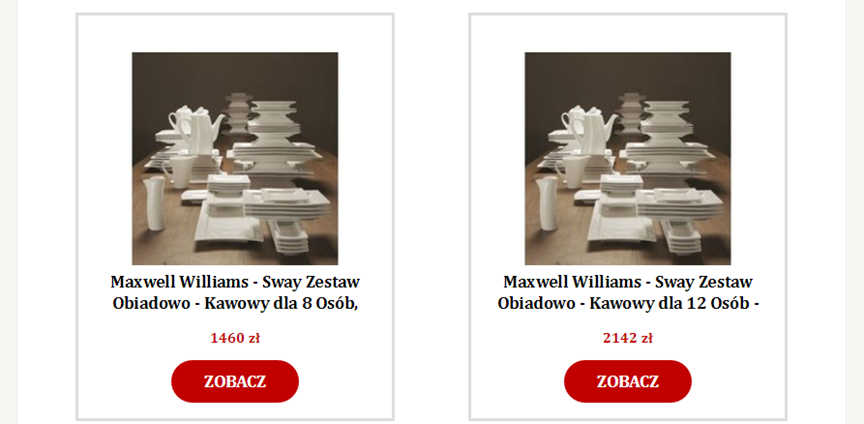 Maxwell Williams - Sway Zestaw
Obiadowo - Kawowy dla 8 Osób,
1460 zł
ZOBACZ
Maxwell Williams - Sway Zestaw
Obiadowo - Kawowy dla 12 Osób -
2142 zł
ZOBACZ